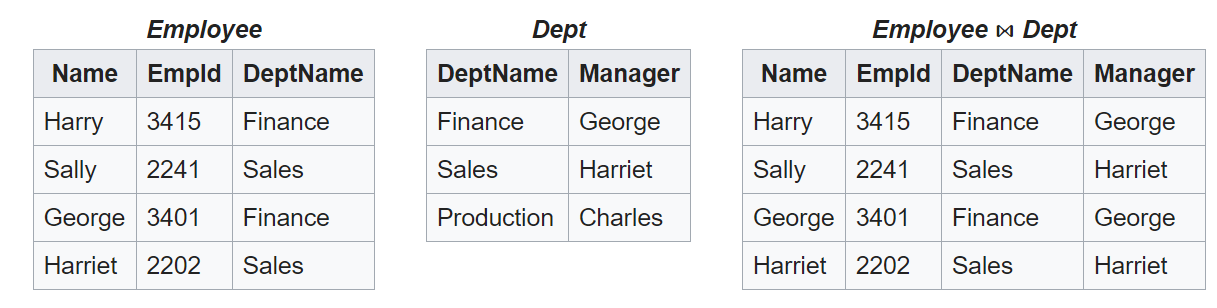 Employee
Name EmpId DeptName
Harry 3415 Finance
Sally 2241 Sales
George 3401 Finance
Harriet 2202 Sales
Dept
DeptName Manager
Finance George
Sales Harriet
Production Charles
Employee ⋈ Dept
Name EmpId DeptName Manager
Harry 3415 Finance George
Sally 2241 Sales Harriet
George 3401 Finance George
Harriet 2202 Sales Harriet